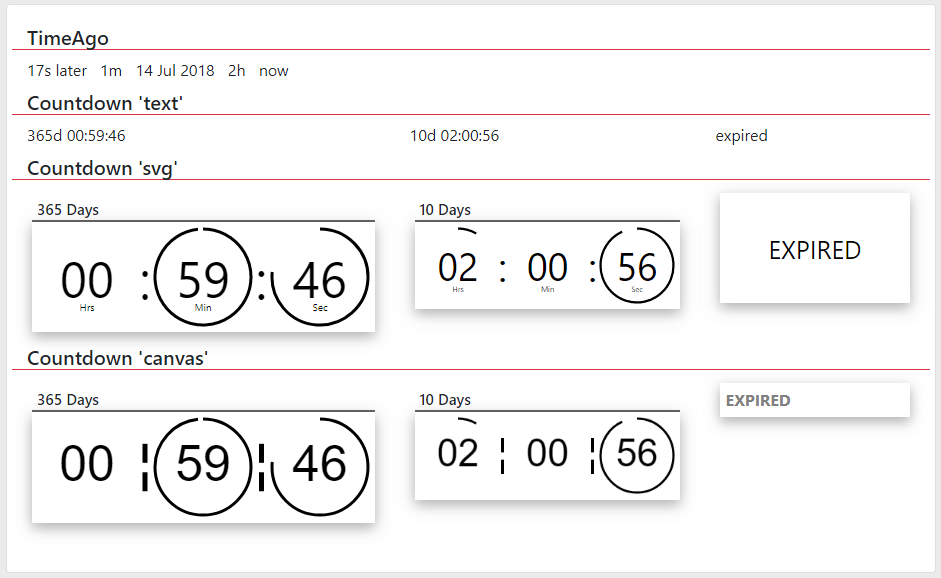 TimeAgo
17s later 1m 14 Jul 2018 2h now
Countdown 'text'
365d 00:59:46 10d 02:00:56 expired
Countdown 'svg'
365 Days 10 Days
00 : 59 : 46 02 : 00 : 56 EXPIRED
Hrs Min Sec Hrs Min Sec
Countdown 'canvas'
365 Days 10 Days EXPIRED
00 ¦ 59 ¦ 46 02 ¦ 00 ¦ 56